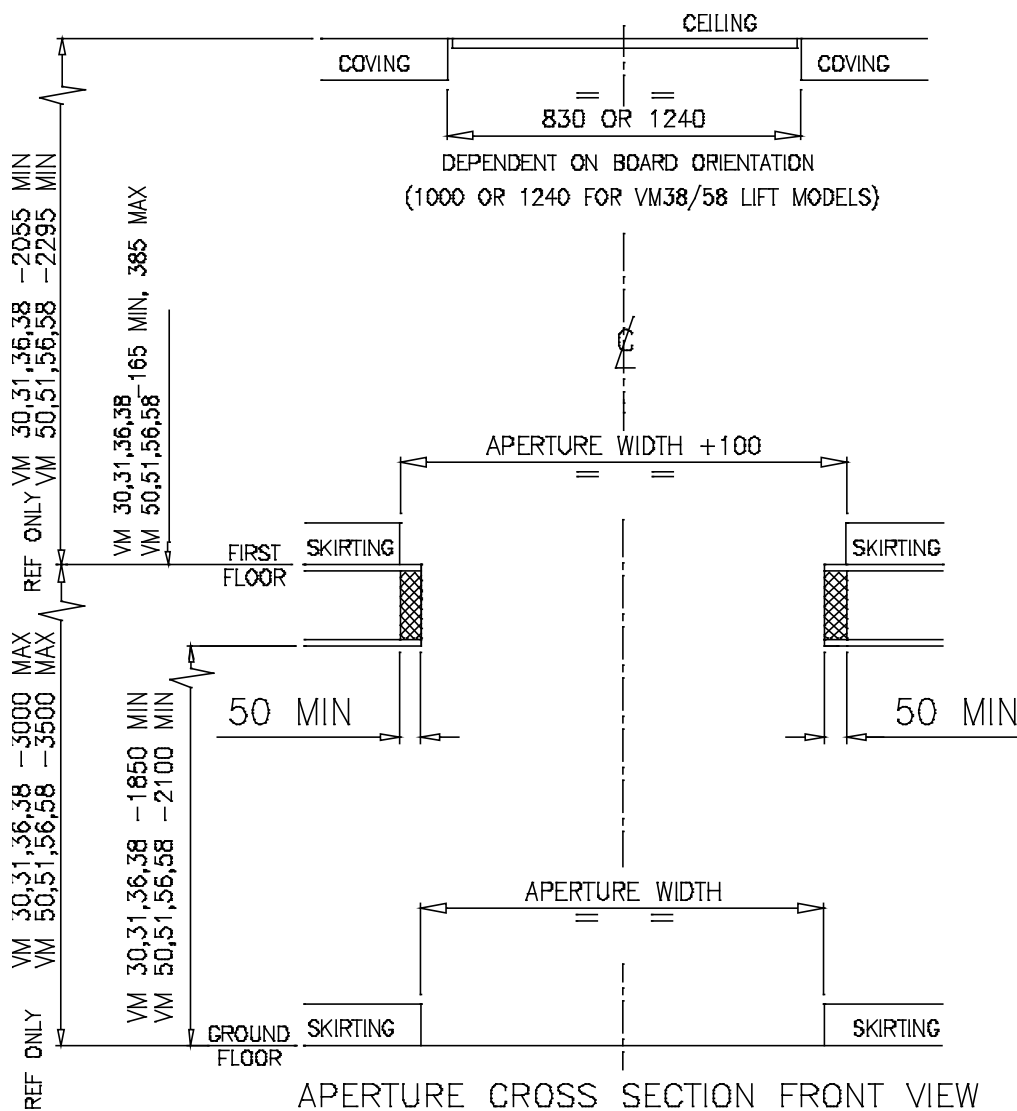 CEILING
COVING
COVING
830 OR 1240
DEPENDENT ON BOARD ORIENTATION
(1000 OR 1240 FOR VM38/58 LIFT MODELS)
REF ONLY
VM 30,31,36,38 -2055 MIN
VM 50,51,56,58 -2295 MIN
VM 30,31,36,38
VM 50,51,56,58
-165 MIN, 385 MAX
℄
APERTURE WIDTH +100
SKIRTING
SKIRTING
FIRST
FLOOR
50 MIN
50 MIN
REF ONLY
VM 30,31,36,38 -3000 MAX
VM 50,51,56,58 -3500 MAX
VM 30,31,36,38 -1850 MIN
VM 50,51,56,58 -2100 MIN
APERTURE WIDTH
SKIRTING
SKIRTING
GROUND
FLOOR
APERTURE CROSS SECTION FRONT VIEW